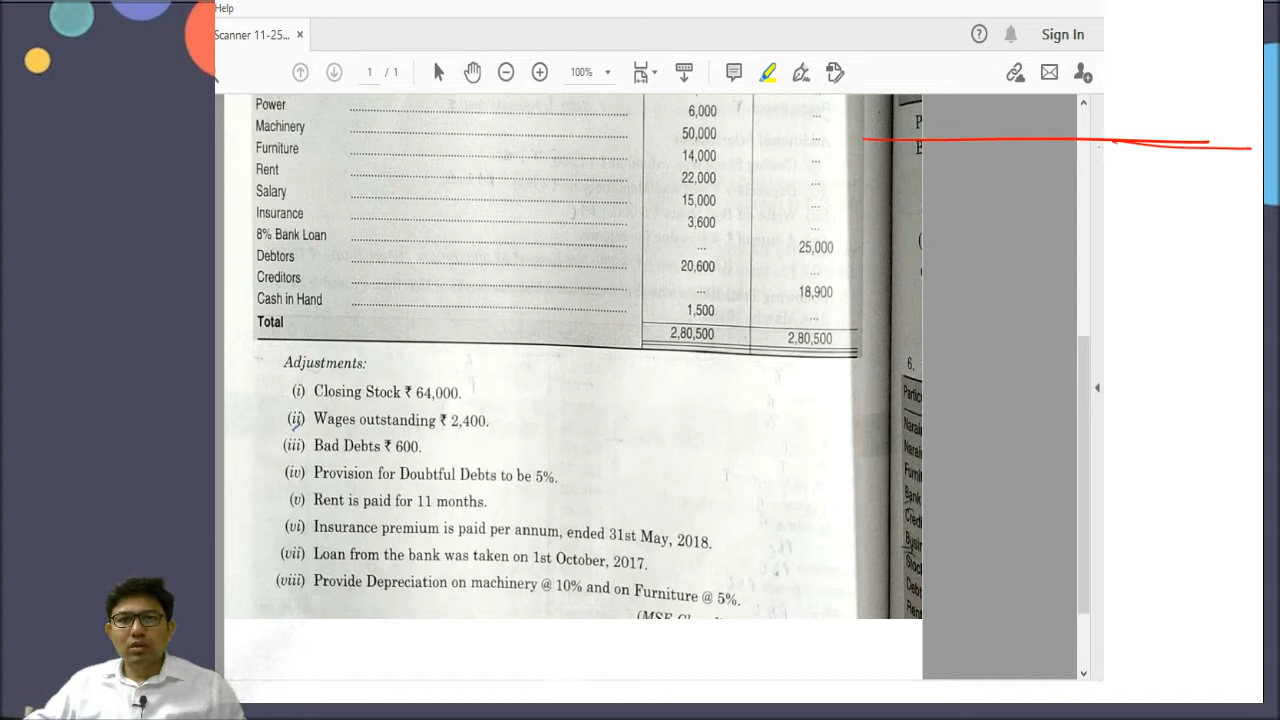 Help
Scanner 11-25... ×
Sign In
1 / 1
100%
Power 6,000 ...
Machinery 50,000 ...
Furniture 14,000 ...
Rent 22,000 ...
Salary 15,000 ...
Insurance 3,600 ...
8% Bank Loan ... 25,000
Debtors 20,600 ...
Creditors ... 18,900
Cash in Hand 1,500 ...
Total 2,80,500 2,80,500
Adjustments:
(i) Closing Stock ₹ 64,000.
(ii) Wages outstanding ₹ 2,400.
(iii) Bad Debts ₹ 600.
(iv) Provision for Doubtful Debts to be 5%.
(v) Rent is paid for 11 months.
(vi) Insurance premium is paid per annum, ended 31st May, 2018.
(vii) Loan from the bank was taken on 1st October, 2017.
(viii) Provide Depreciation on machinery @ 10% and on Furniture @ 5%.
6.